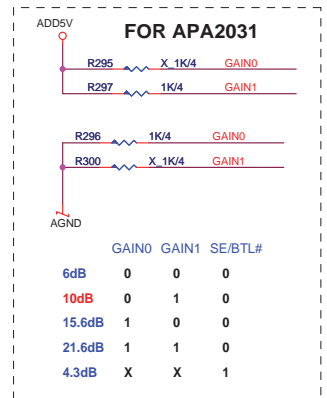 ADD5V
FOR APA2031
R295 X_1K/4 GAIN0
R297 1K/4 GAIN1
R296 1K/4 GAIN0
R300 X_1K/4 GAIN1
AGND
GAIN0 GAIN1 SE/BTL#
6dB 0 0 0
10dB 0 1 0
15.6dB 1 0 0
21.6dB 1 1 0
4.3dB X X 1